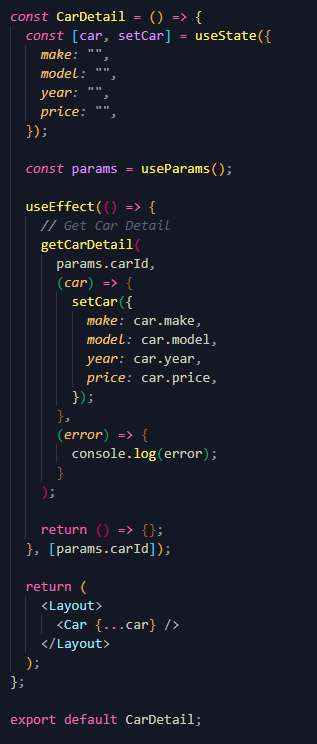 const CarDetail = () => {
const [car, setCar] = useState({
make: "",
model: "",
year: "",
price: "",
});
const params = useParams();
useEffect(() => {
// Get Car Detail
getCarDetail(
params.carId,
(car) => {
setCar({
make: car.make,
model: car.model,
year: car.year,
price: car.price,
});
},
(error) => {
console.log(error);
}
);
return () => {};
}, [params.carId]);
return (
<Layout>
<Car {...car} />
</Layout>
);
};
export default CarDetail;